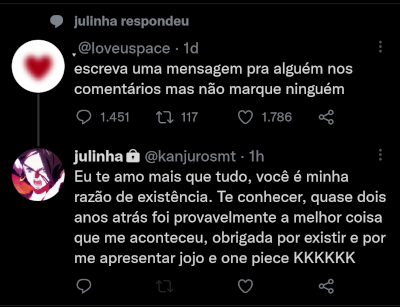 julinha respondeu
@loveuspace · 1d
escreva uma mensagem pra alguém nos
comentários mas não marque ninguém
1.451 117 1.786
julinha @kanjurosmt · 1h
Eu te amo mais que tudo, você é minha
razão de existência. Te conhecer, quase dois
anos atrás foi provavelmente a melhor coisa
que me aconteceu, obrigada por existir e por
me apresentar jojo e one piece KKKKKK